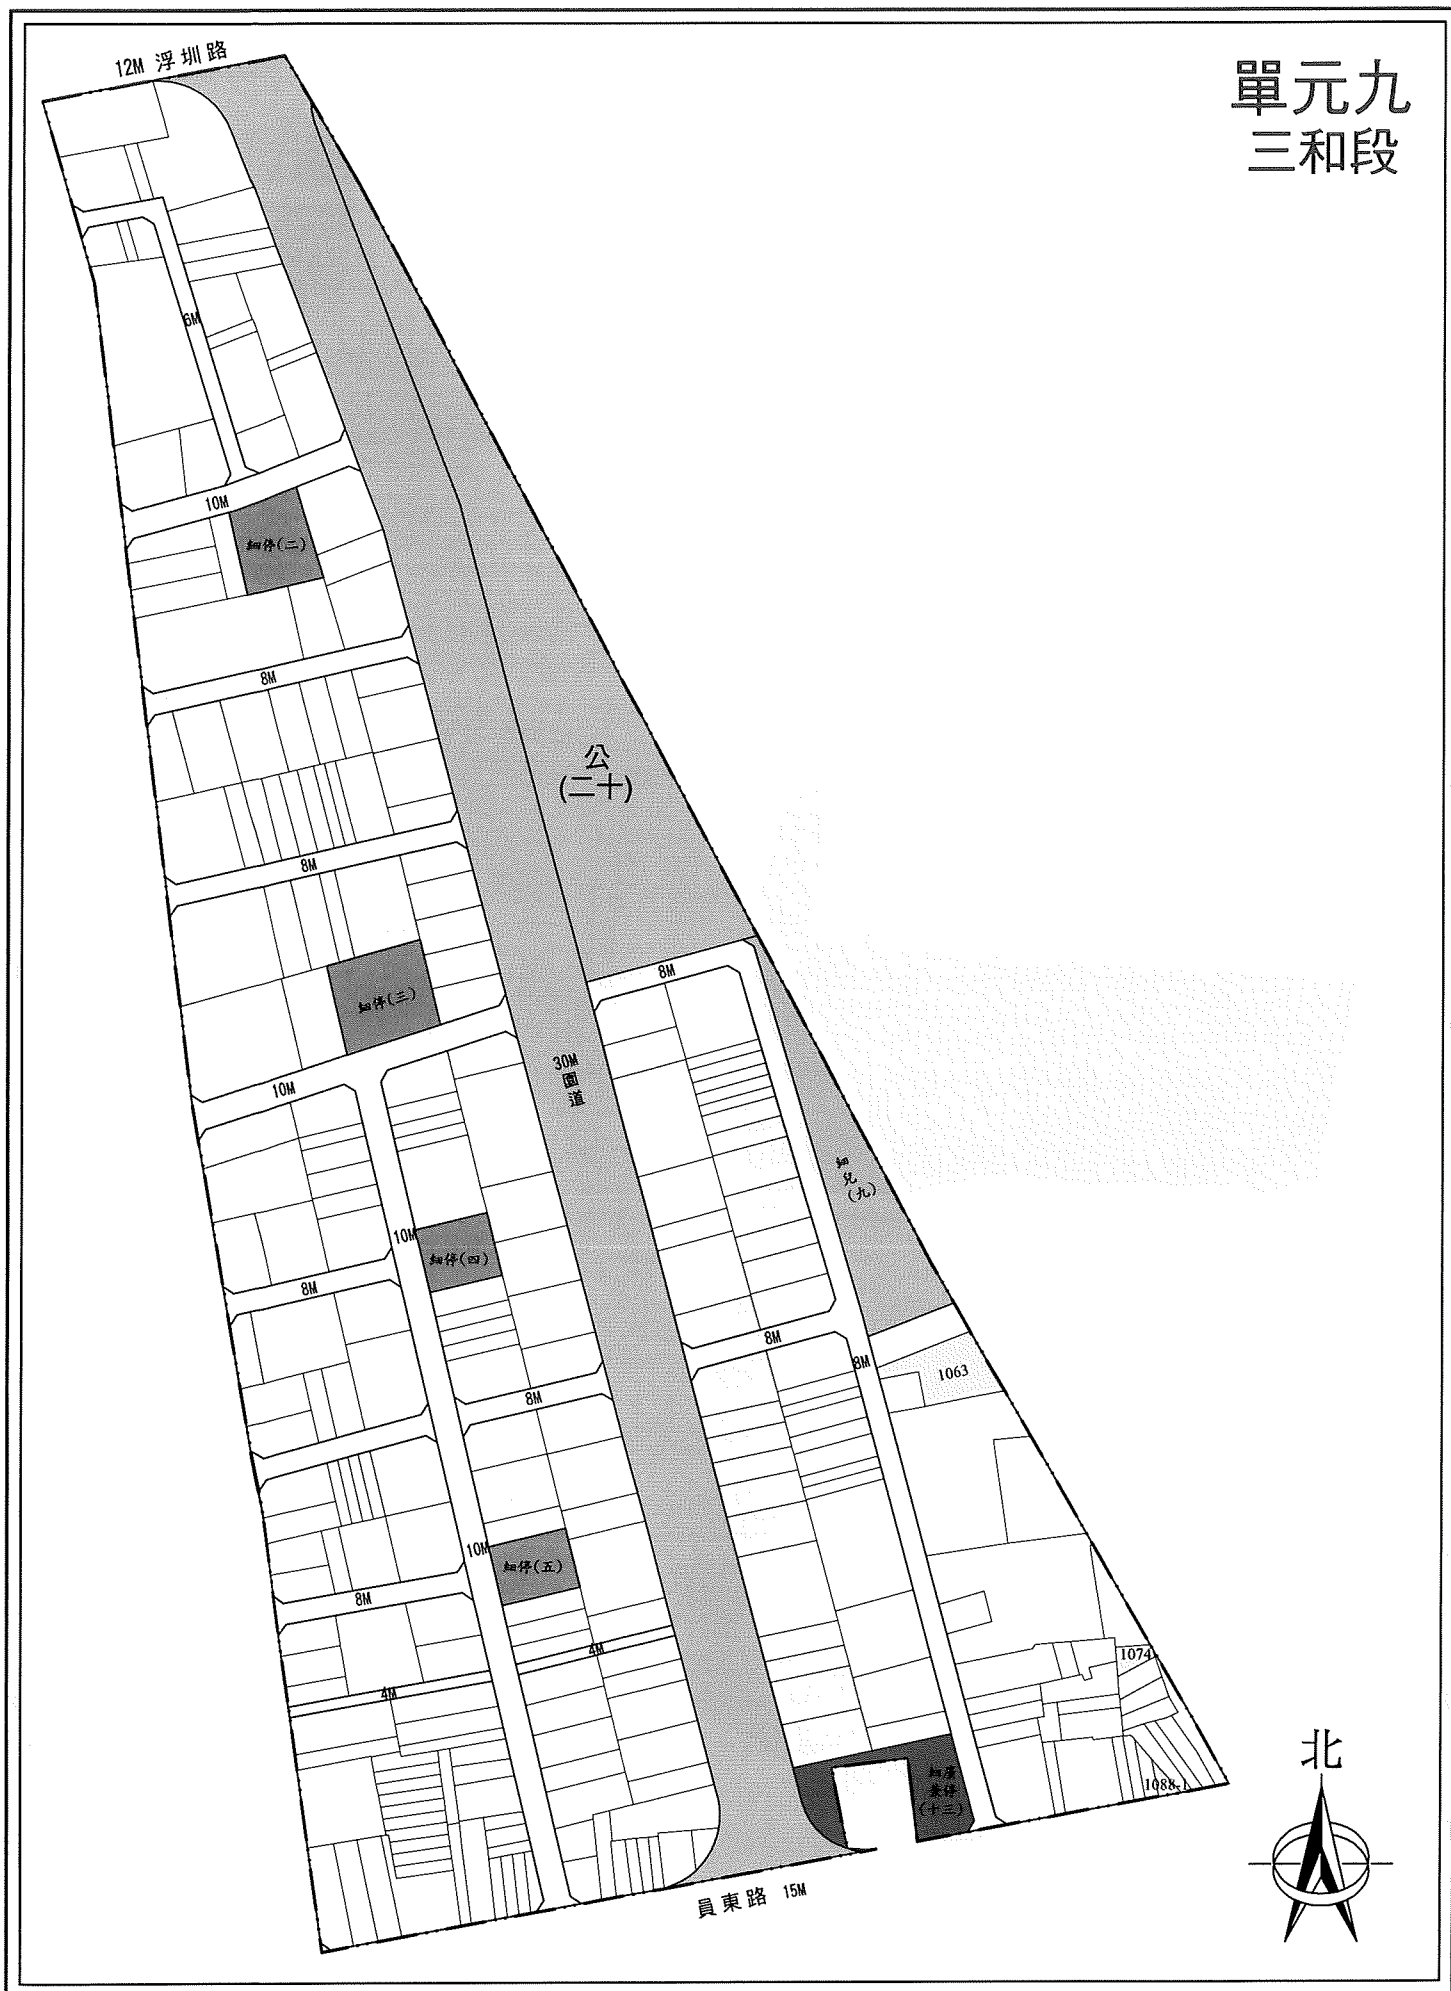 單元九
三和段
12M 浮圳路
6M
10M
細停(二)
8M
公
(二十)
8M
8M
細停(三)
30M
園道
10M
細
兒
(九)
10M
細停(四)
8M
8M
8M
1063
8M
10M
細停(五)
8M
4M
1074
4M
細廣
兼停
(十三)
1088-1
北
員東路 15M